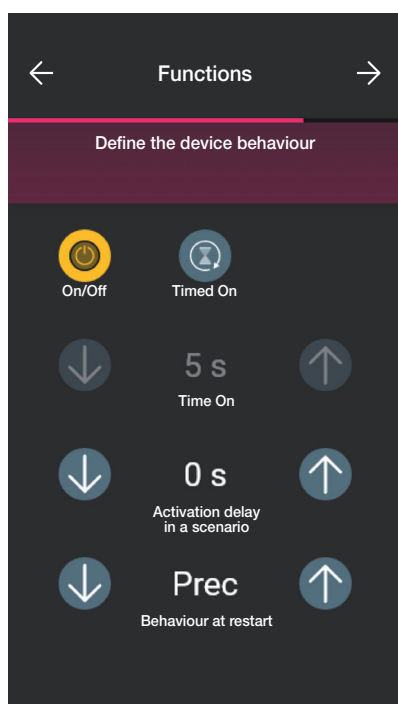 Functions
Define the device behaviour
On/Off
Timed On
5 s
Time On
0 s
Activation delay
in a scenario
Prec
Behaviour at restart